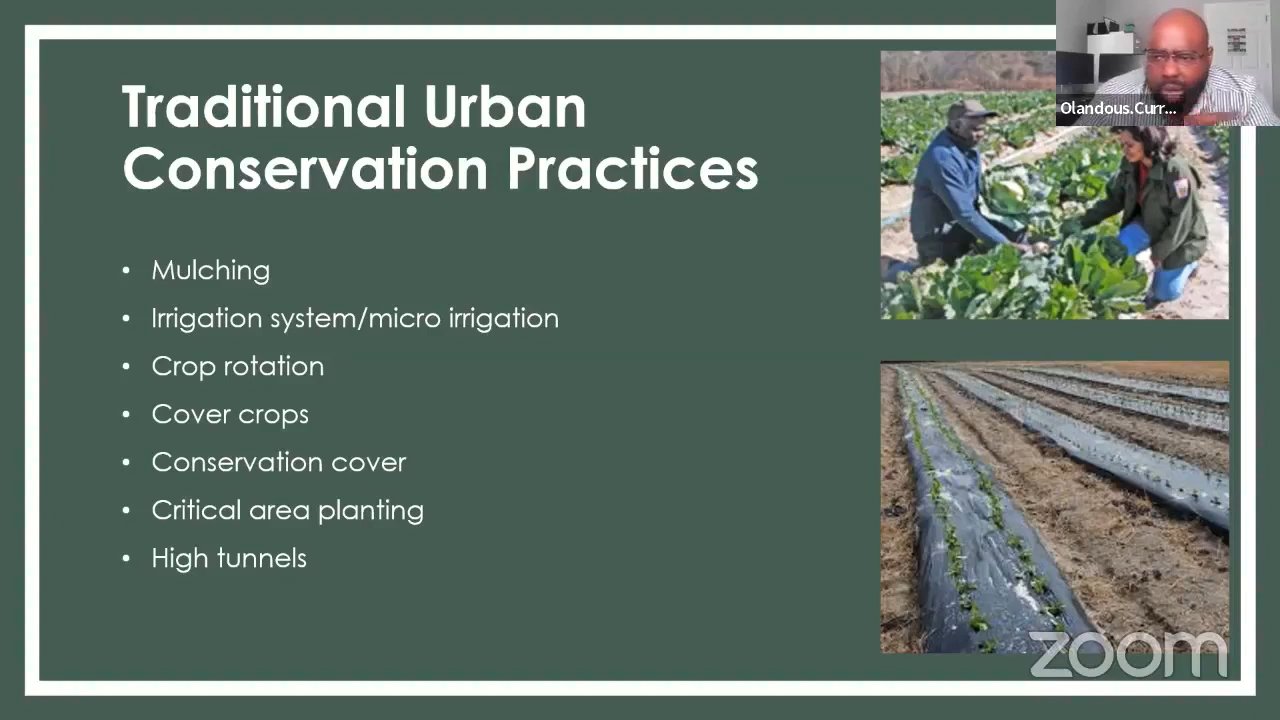 Olandous.Curr...
Traditional Urban
Conservation Practices
• Mulching
• Irrigation system/micro irrigation
• Crop rotation
• Cover crops
• Conservation cover
• Critical area planting
• High tunnels
zoom